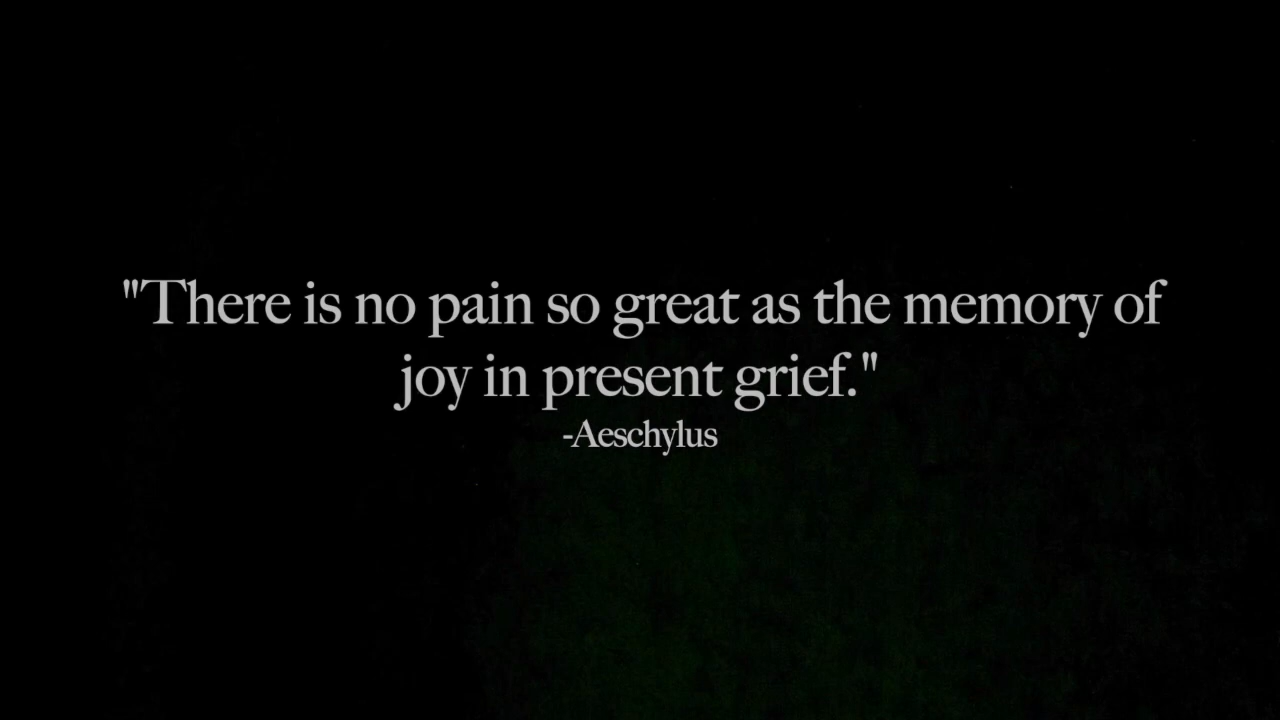 "There is no pain so great as the memory of
joy in present grief."
-Aeschylus